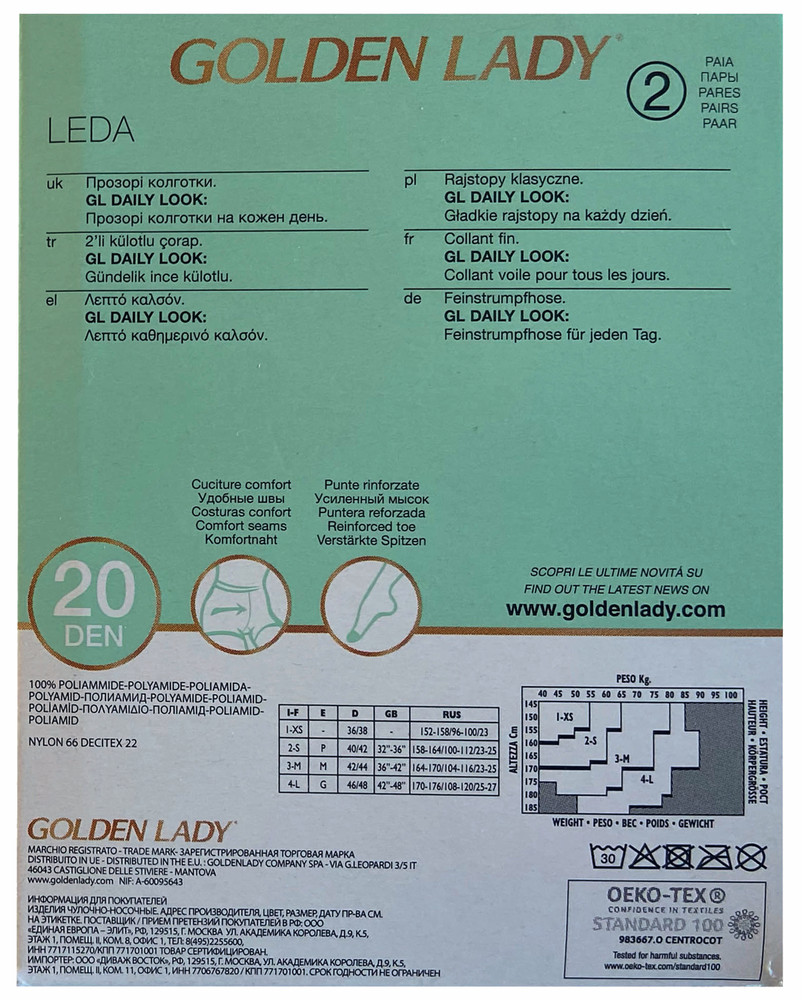 GOLDEN LADY®
2
PAIA
ПАРЫ
PARES
PAIRS
PAAR
LEDA
uk Прозорі колготки.
GL DAILY LOOK:
Прозорі колготки на кожен день.
tr 2'li külotlu çorap.
GL DAILY LOOK:
Gündelik ince külotlu.
el Λεπτό καλσόν.
GL DAILY LOOK:
Λεπτό καθημερινό καλσόν.
pl Rajstopy klasyczne.
GL DAILY LOOK:
Gładkie rajstopy na każdy dzień.
fr Collant fin.
GL DAILY LOOK:
Collant voile pour tous les jours.
de Feinstrumpfhose.
GL DAILY LOOK:
Feinstrumpfhose für jeden Tag.
Cuciture comfort
Удобные швы
Costuras confort
Comfort seams
Komfortnaht
Punte rinforzate
Усиленный мысок
Puntera reforzada
Reinforced toe
Verstärkte Spitzen
20
DEN
SCOPRI LE ULTIME NOVITÀ SU
FIND OUT THE LATEST NEWS ON
www.goldenlady.com
100% POLIAMMIDE-POLYAMIDE-POLIAMIDA-
POLYAMID-ПОЛИАМИД-POLYAMIDE-POLIAMID-
POLİAMİD-ΠΟΛΥΑΜΙΔΙΟ-ПОЛІАМІД-POLIAMID-
POLIAMID
NYLON 66 DECITEX 22
I-F E D GB RUS
1-XS - 36/38 - 152-158/96-100/23
2-S P 40/42 32"-36" 158-164/100-112/23-25
3-M M 42/44 36"-42" 164-170/104-116/23-25
4-L G 46/48 42"-48" 170-176/108-120/25-27
PESO Kg.
40 45 50 55 60 65 70 75 80 85 90 95 100
ALTEZZA Cm
145
150
155
160
165
170
175
180
185
1-XS
2-S
3-M
4-L
HEIGHT • ESTATURA • РОСТ
HAUTEUR • KÖRPERGRÖSSE
WEIGHT • PESO • ВЕС • POIDS • GEWICHT
GOLDEN LADY®
MARCHIO REGISTRATO - TRADE MARK- ЗАРЕГИСТРИРОВАННАЯ ТОРГОВАЯ МАРКА
DISTRIBUITO IN UE - DISTRIBUTED IN THE E.U. : GOLDENLADY COMPANY SPA - VIA G.LEOPARDI 3/5 IT
46043 CASTIGLIONE DELLE STIVIERE - MANTOVA
www.goldenlady.com NIF: A-60095643
ИНФОРМАЦИЯ ДЛЯ ПОКУПАТЕЛЕЙ
ИЗДЕЛИЯ ЧУЛОЧНО-НОСОЧНЫЕ. АДРЕС ПРОИЗВОДИТЕЛЯ, ЦВЕТ, РАЗМЕР, ДАТУ ПР-ВА СМ.
НА ЭТИКЕТКЕ. ПОСТАВЩИК / ПРИЕМ ПРЕТЕНЗИЙ ПОКУПАТЕЛЕЙ В РФ: ООО
«ЕДИНАЯ ЕВРОПА – ЭЛИТ», РФ, 129515, Г. МОСКВА УЛ. АКАДЕМИКА КОРОЛЕВА, Д.9, К.5,
ЭТАЖ 1, ПОМЕЩ. II, КОМ. 8, ОФИС 1, ТЕЛ: 8(495)2255600,
ИНН 7717115270/КПП 771701001 ТОВАР СЕРТИФИЦИРОВАН.
ИМПОРТЕР: ООО «ДИВАЖ ВОСТОК», РФ, 129515, Г. МОСКВА, УЛ. АКАДЕМИКА КОРОЛЕВА, Д.9, К.5,
ЭТАЖ 1, ПОМЕЩ. II, КОМ. 11, ОФИС 1, ИНН 7706767820 / КПП 771701001. СРОК ГОДНОСТИ НЕ ОГРАНИЧЕН
30
OEKO-TEX®
CONFIDENCE IN TEXTILES
STANDARD 100
983667.O CENTROCOT
Tested for harmful substances.
www.oeko-tex.com/standard100